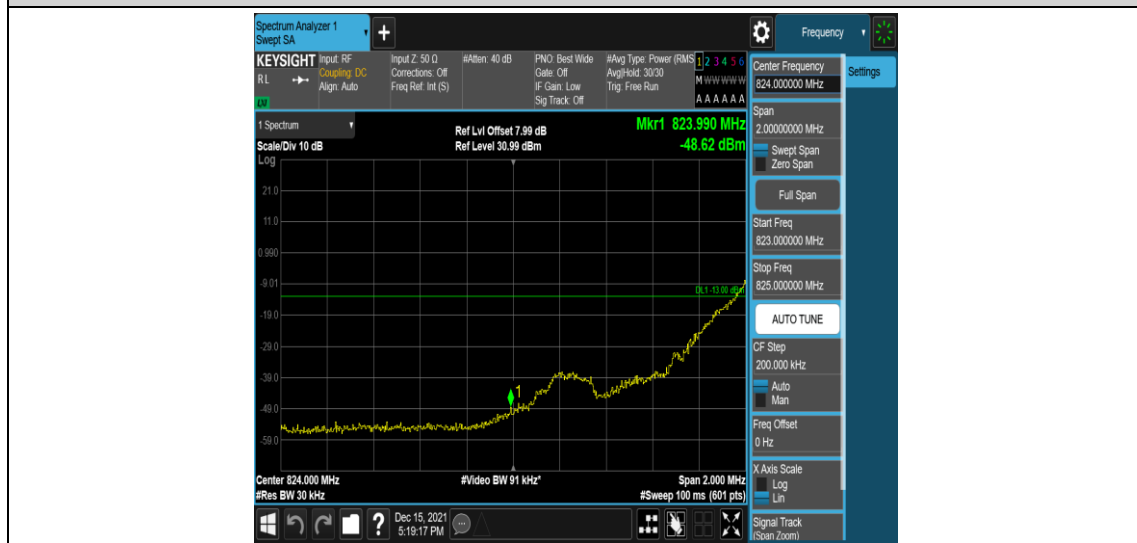 Spectrum Analyzer 1
Swept SA
+
Frequency
KEYSIGHT
RL
LXI
Input: RF
Coupling: DC
Align: Auto
Input Z: 50 Ω
Corrections: Off
Freq Ref: Int (S)
#Atten: 40 dB
PNO: Best Wide
Gate: Off
IF Gain: Low
Sig Track: Off
#Avg Type: Power (RMS
Avg|Hold: 30/30
Trig: Free Run
1 2 3 4 5 6
M W W W W W
A A A A A A
1 Spectrum
Scale/Div 10 dB
Ref Lvl Offset 7.99 dB
Ref Level 30.99 dBm
Mkr1 823.990 MHz
-48.62 dBm
Log
21.0
11.0
0.990
-9.01
DL1 -13.00 dBm
-19.0
-29.0
-39.0
1
-49.0
-59.0
Center 824.000 MHz
#Video BW 91 kHz*
Span 2.000 MHz
#Res BW 30 kHz
#Sweep 100 ms (601 pts)
?
Dec 15, 2021
5:19:17 PM
Center Frequency
824.000000 MHz
Settings
Span
2.00000000 MHz
Swept Span
Zero Span
Full Span
Start Freq
823.000000 MHz
Stop Freq
825.000000 MHz
AUTO TUNE
CF Step
200.000 kHz
Auto
Man
Freq Offset
0 Hz
X Axis Scale
Log
Lin
Signal Track
(Span Zoom)